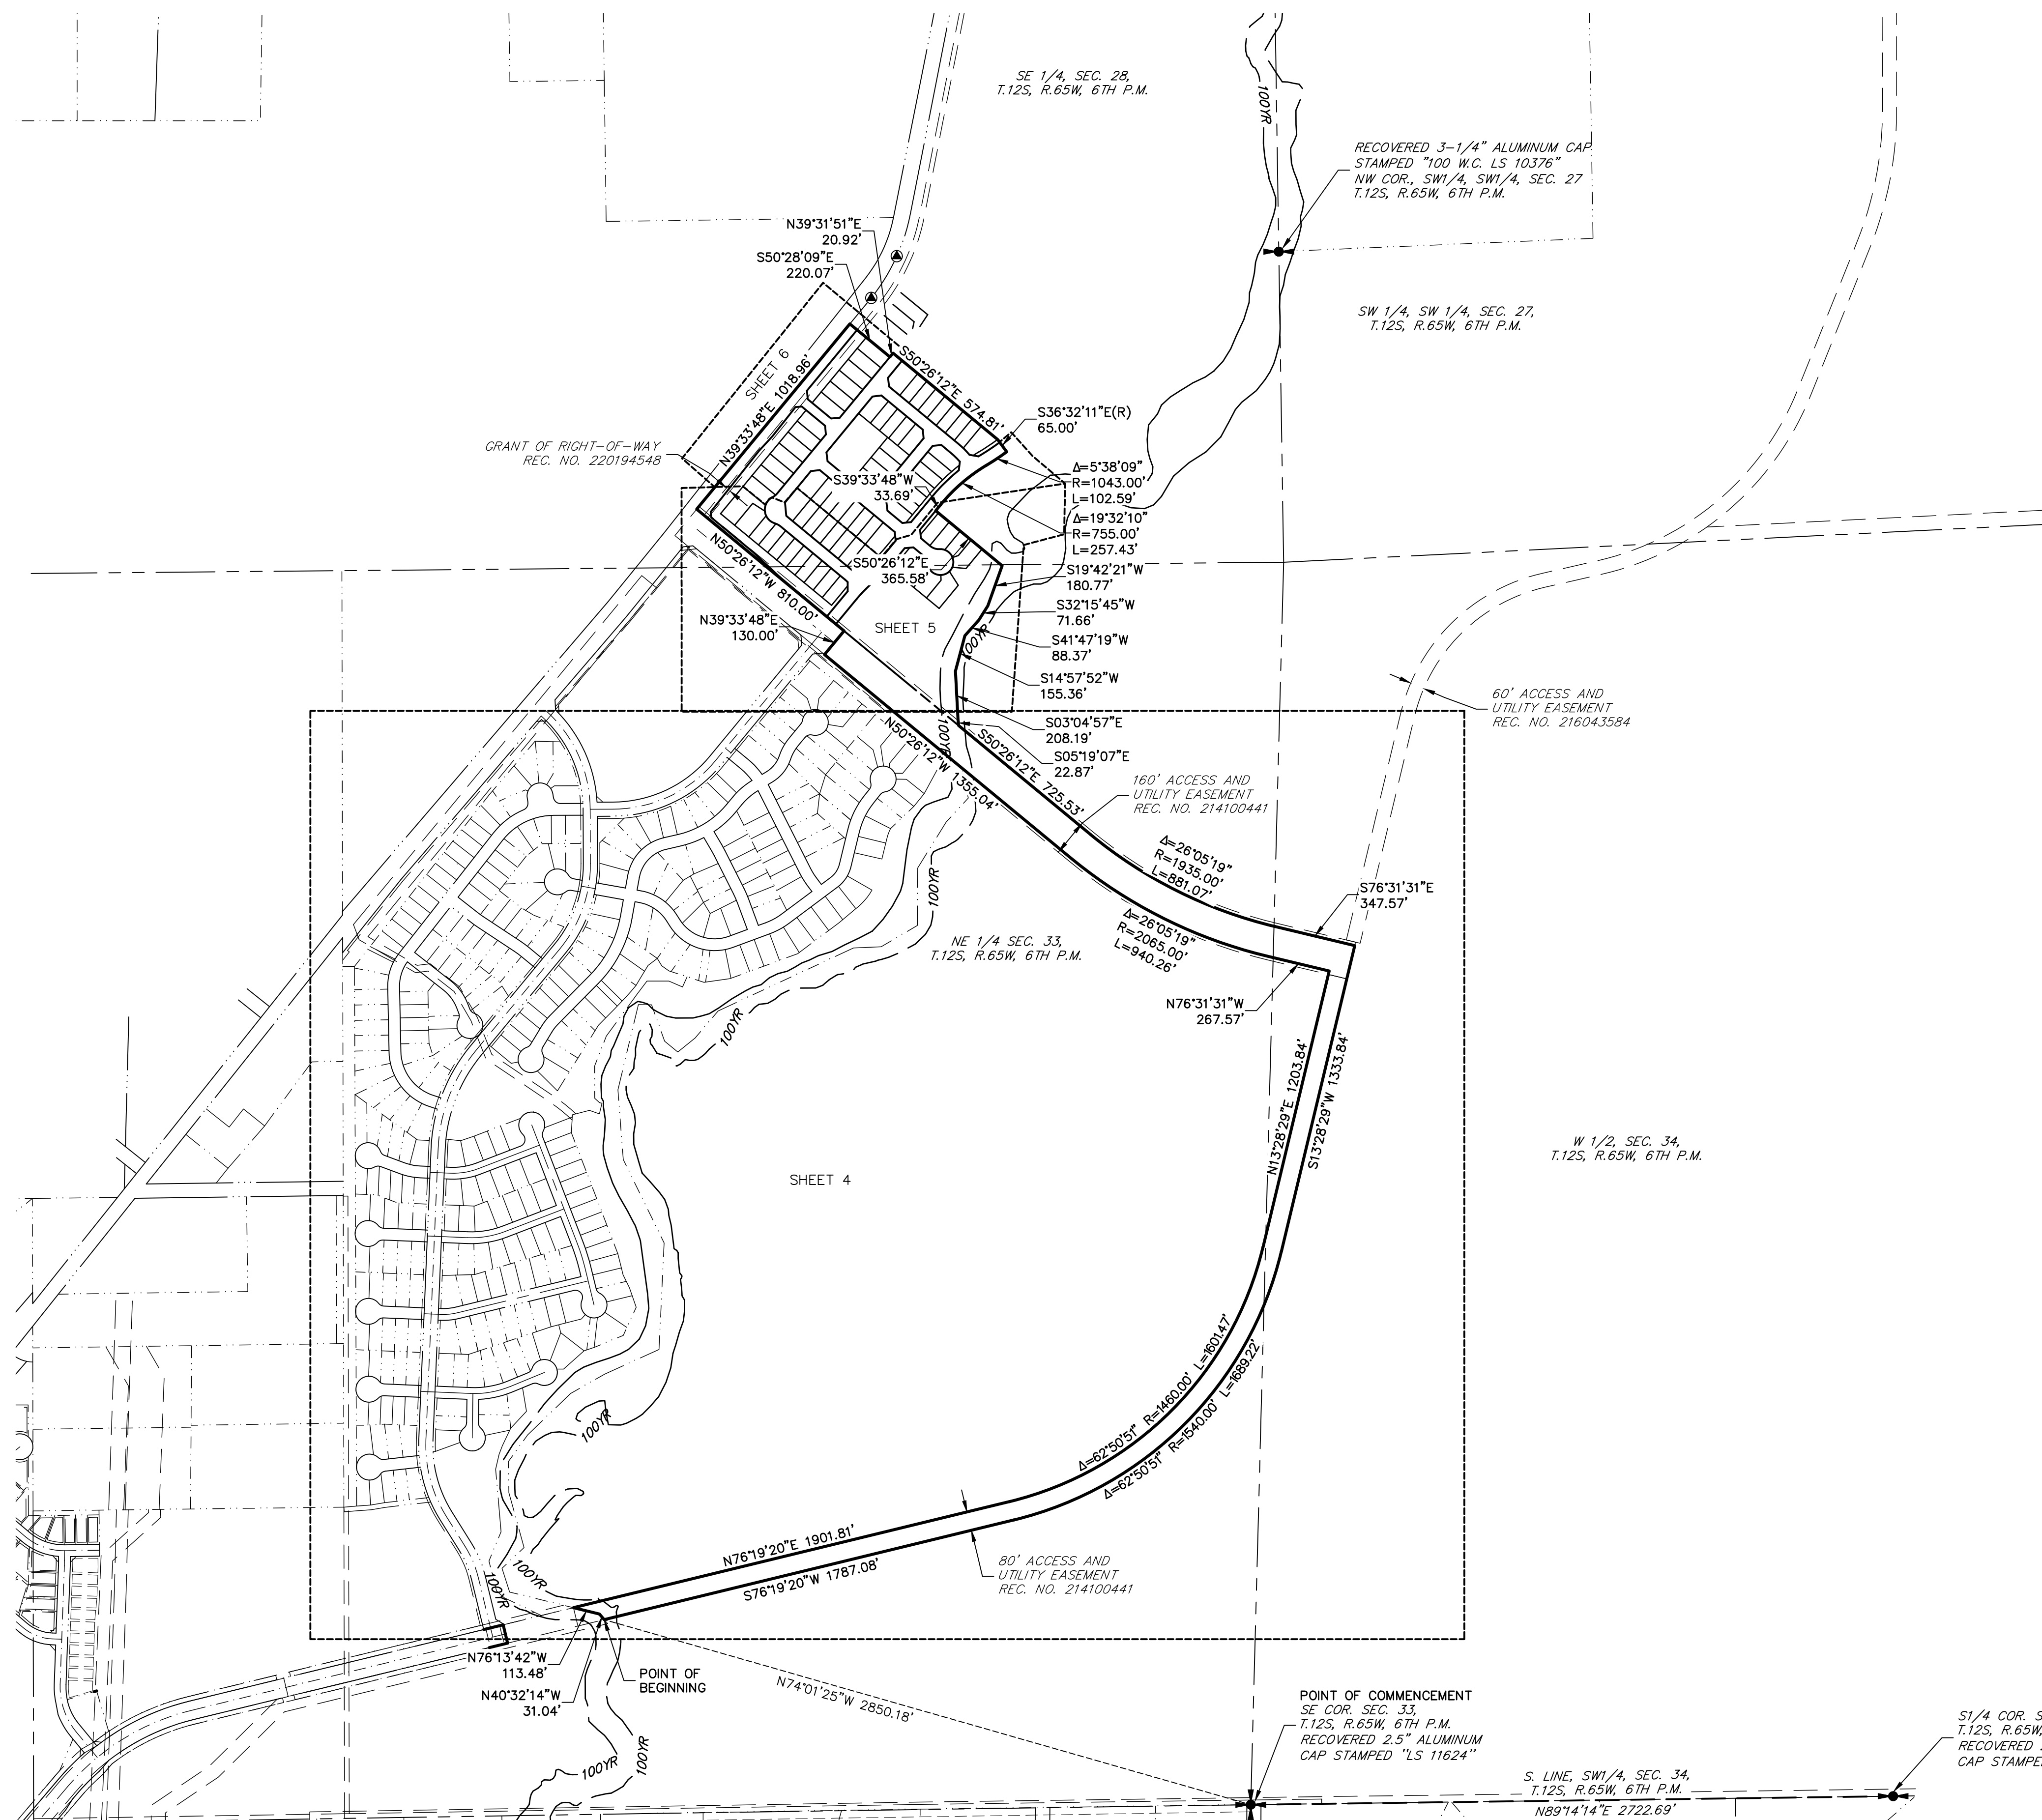 SE 1/4, SEC. 28,
T.12S, R.65W, 6TH P.M.
100YR
RECOVERED 3-1/4" ALUMINUM CAP
STAMPED "100 W.C. LS 10376"
NW COR., SW1/4, SW1/4, SEC. 27
T.12S, R.65W, 6TH P.M.
N39°31'51"E
20.92'
S50°28'09"E
220.07'
SW 1/4, SW 1/4, SEC. 27,
T.12S, R.65W, 6TH P.M.
SHEET 6
N39°33'48"E 1018.96'
S50°26'12"E 574.81'
S36°32'11"E(R)
65.00'
GRANT OF RIGHT-OF-WAY
REC. NO. 220194548
S39°33'48"W
33.69'
Δ=5°38'09"
R=1043.00'
L=102.59'
Δ=19°32'10"
R=755.00'
L=257.43'
N50°26'12"W 810.00'
S50°26'12"E
365.58'
S19°42'21"W
180.77'
S32°15'45"W
71.66'
N39°33'48"E
130.00'
SHEET 5
100YR
S41°47'19"W
88.37'
S14°57'52"W
155.36'
S03°04'57"E
208.19'
S05°19'07"E
22.87'
60' ACCESS AND
UTILITY EASEMENT
REC. NO. 216043584
100YR
N50°26'12"W 1355.04'
S50°26'12"E 725.53'
160' ACCESS AND
UTILITY EASEMENT
REC. NO. 214100441
Δ=26°05'19"
R=1935.00'
L=881.07'
S76°31'31"E
347.57'
100YR
Δ=26°05'19"
R=2065.00'
L=940.26'
NE 1/4 SEC. 33,
T.12S, R.65W, 6TH P.M.
N76°31'31"W
267.57'
100YR
N13°28'29"E 1203.84'
S13°28'29"W 1333.84'
W 1/2, SEC. 34,
T.12S, R.65W, 6TH P.M.
SHEET 4
Δ=62°50'51" R=1460.00' L=1601.47'
Δ=62°50'51" R=1540.00' L=1689.22'
100YR
N76°19'20"E 1901.81'
S76°19'20"W 1787.08'
80' ACCESS AND
UTILITY EASEMENT
REC. NO. 214100441
100YR
100YR
N76°13'42"W
113.48'
N40°32'14"W
31.04'
POINT OF
BEGINNING
N74°01'25"W 2850.18'
100YR
100YR
POINT OF COMMENCEMENT
SE COR. SEC. 33,
T.12S, R.65W, 6TH P.M.
RECOVERED 2.5" ALUMINUM
CAP STAMPED "LS 11624"
S. LINE, SW1/4, SEC. 34,
T.12S, R.65W, 6TH P.M.
N89°14'14"E 2722.69'
S1/4 COR. S
T.12S, R.65W,
RECOVERED
CAP STAMPE